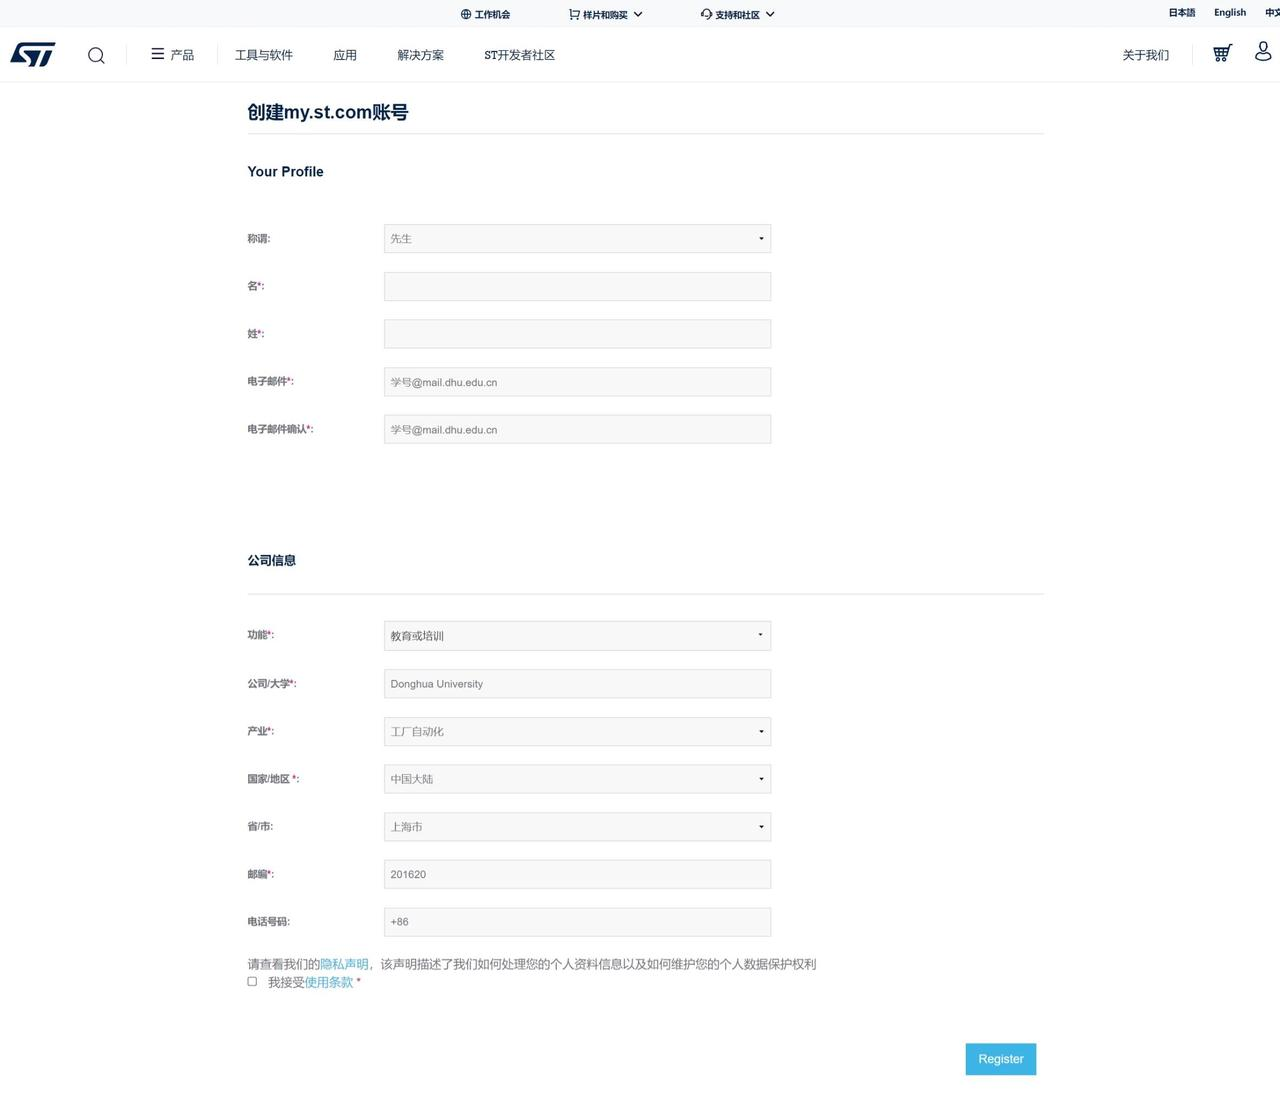 工作机会 样片和购买 支持和社区 日本語 English 中文
ST 产品 工具与软件 应用 解决方案 ST开发者社区 关于我们
创建my.st.com账号
Your Profile
称谓: 先生
名*:
姓*:
电子邮件*: 学号@mail.dhu.edu.cn
电子邮件确认*: 学号@mail.dhu.edu.cn
公司信息
功能*: 教育或培训
公司/大学*: Donghua University
产业*: 工厂自动化
国家/地区 *: 中国大陆
省/市: 上海市
邮编*: 201620
电话号码: +86
请查看我们的隐私声明，该声明描述了我们如何处理您的个人资料信息以及如何维护您的个人数据保护权利
我接受使用条款 *
Register